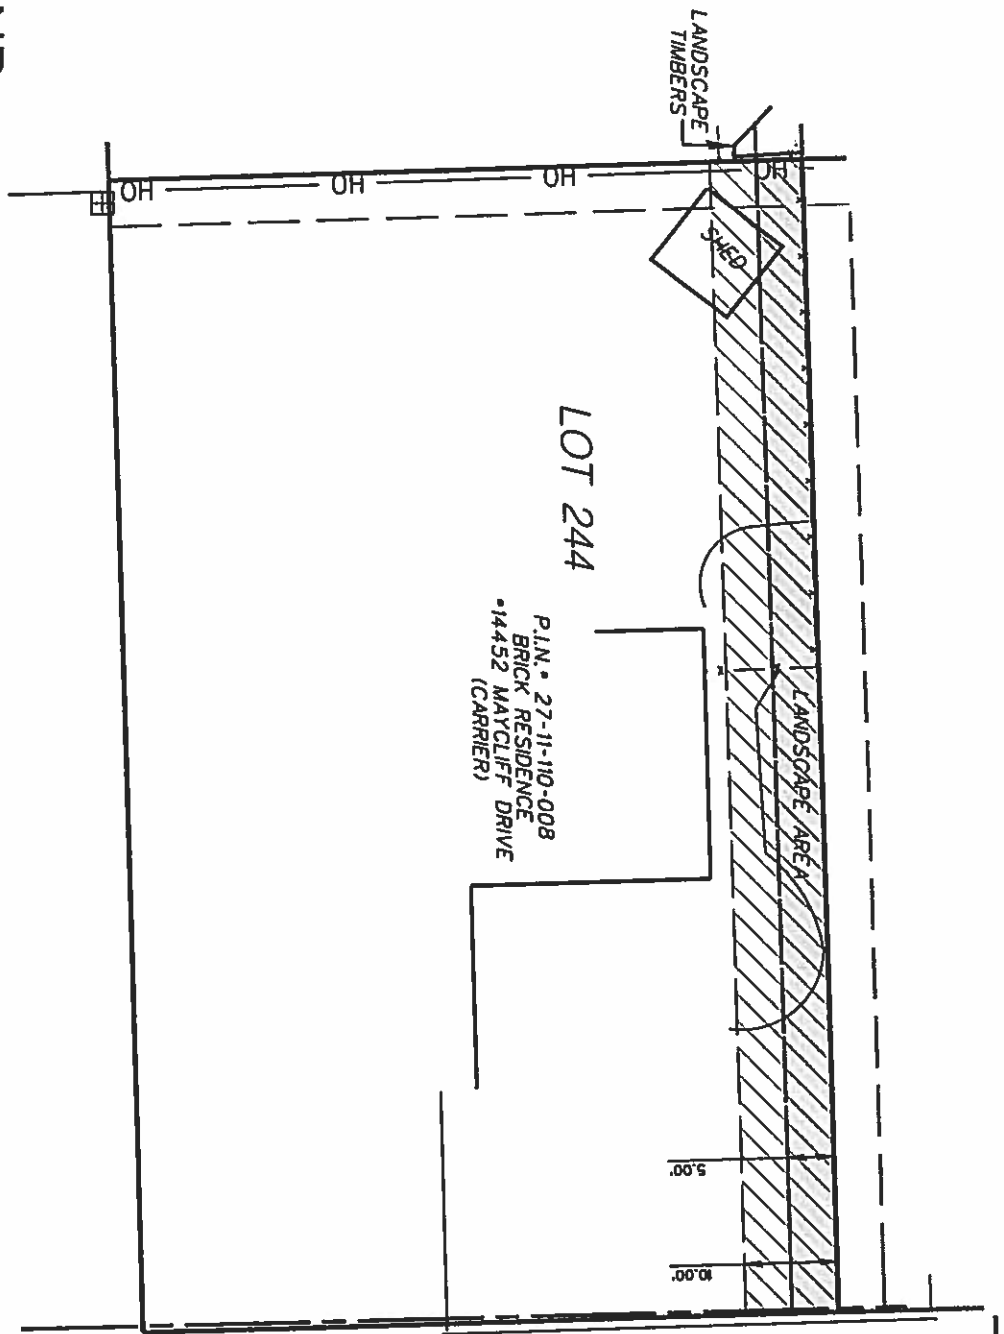 LANDSCAPE
TIMBERS
OH
OH
OH
OH
SHED
LOT 244
P.I.N.• 27-11-110-008
BRICK RESIDENCE
•14452 MAYCLIFF DRIVE
(CARRIER)
LANDSCAPE AREA
5.00'
10.00'